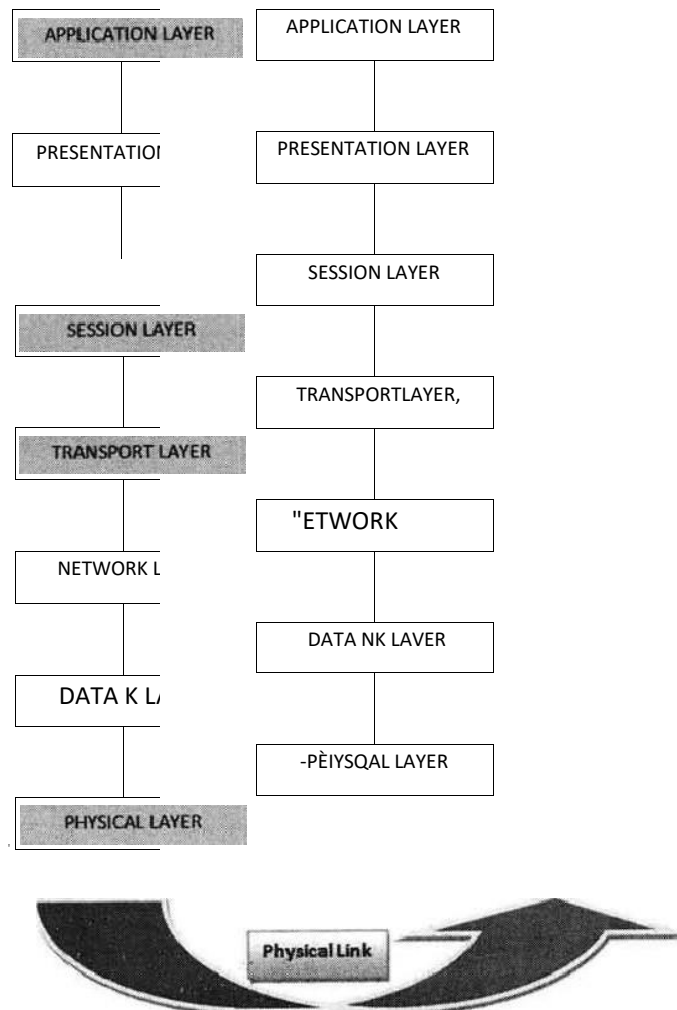 APPLICATION LAYER
PRESENTATION
SESSION LAYER
TRANSPORT LAYER
NETWORK L
DATA K LA
PHYSICAL LAYER
APPLICATION LAYER
PRESENTATION LAYER
SESSION LAYER
TRANSPORTLAYER,
"ETWORK
DATA NK LAVER
-PÈIYSQAL LAYER
Physical Link